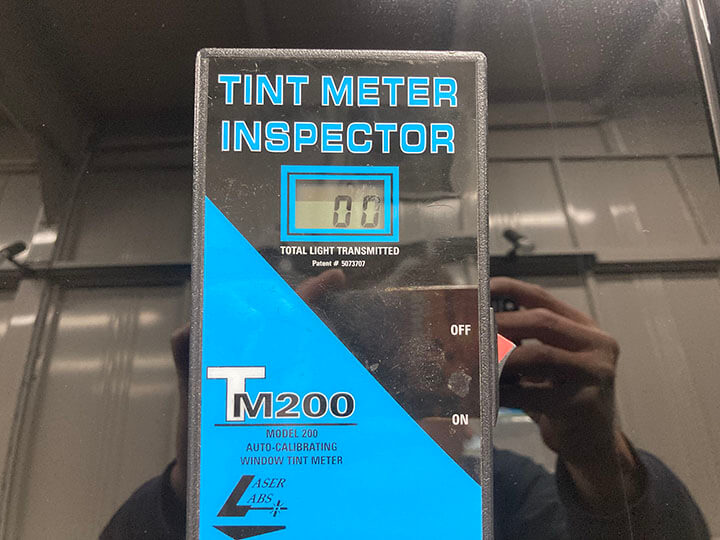 TINT METER
INSPECTOR
00
TOTAL LIGHT TRANSMITTED
Patent # 5073707
OFF
TM200
ON
MODEL 200
AUTO-CALIBRATING
WINDOW TINT METER
LASER
LABS